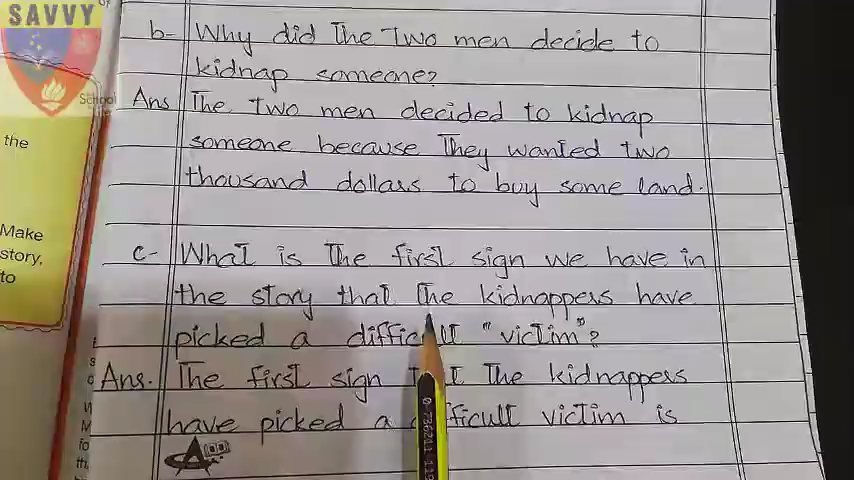 SAVVY
School
the
Make
story,
to
b- Why did the two men decide to
kidnap someone?
Ans The two men decided to kidnap
someone because They wanted two
thousand dollars to buy some land.
c- What is the first sign we have in
the story that the kidnappers have
picked a difficult "victim"?
Ans. The first sign the kidnappers
have picked a difficult victim is